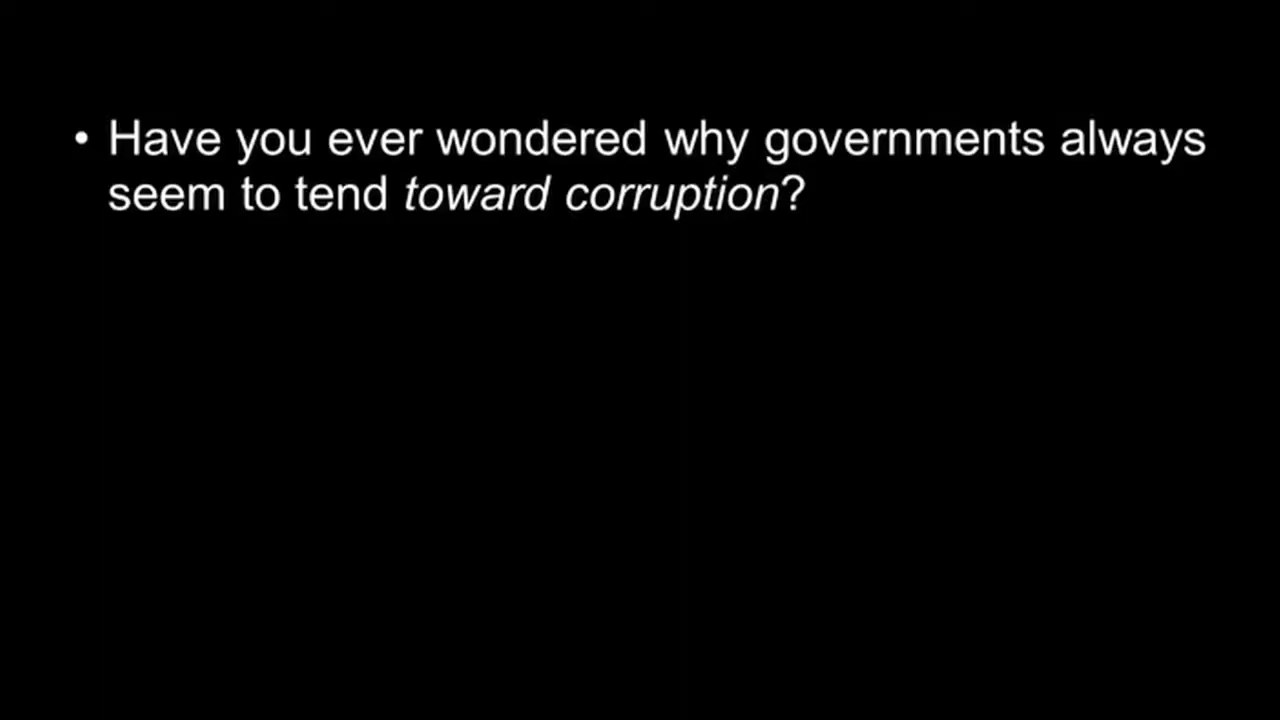 • Have you ever wondered why governments always
seem to tend toward corruption?